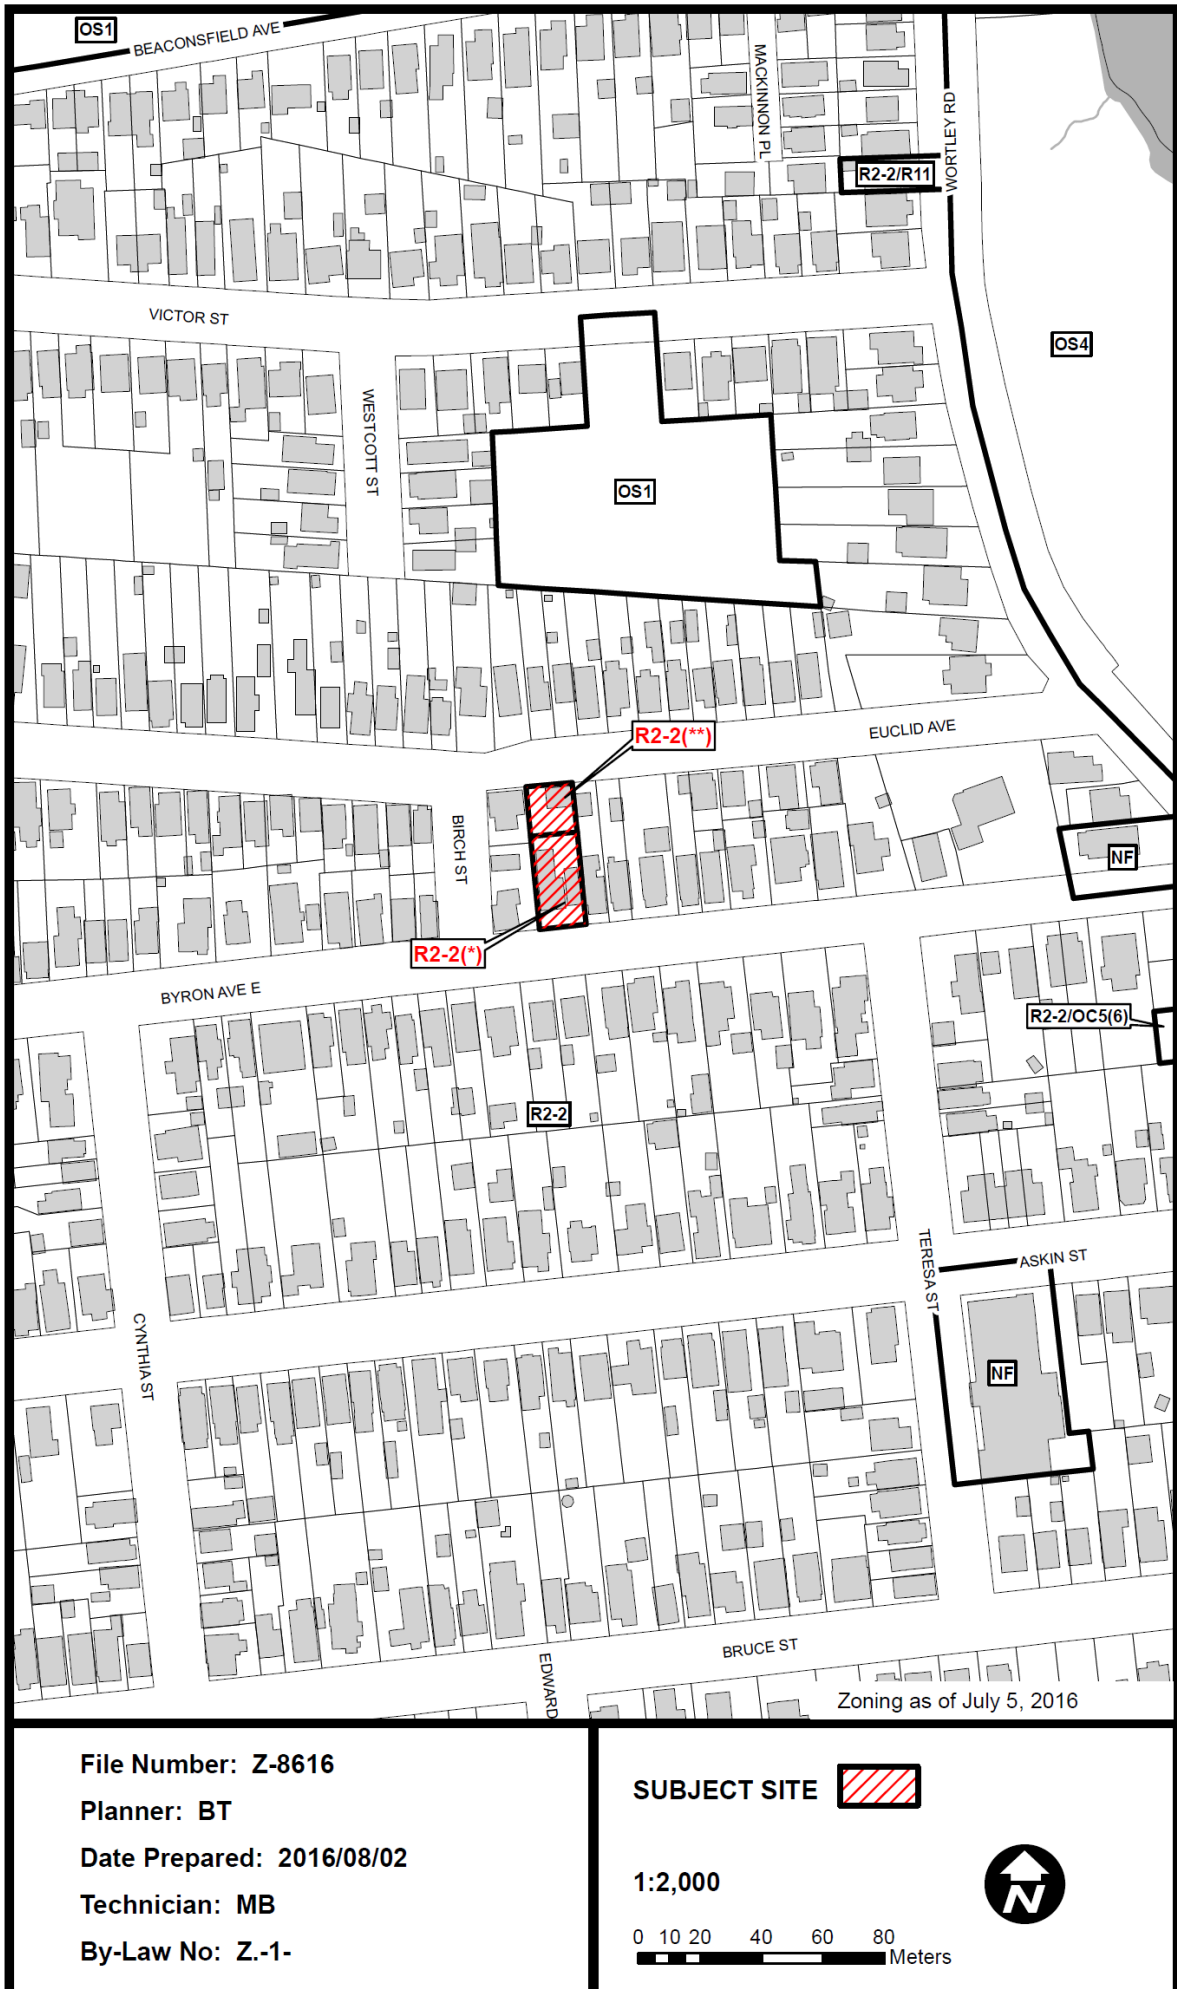 OS1
BEACONSFIELD AVE
MACKINNON PL
WORTLEY RD
R2-2/R11
VICTOR ST
OS4
WESTCOTT ST
OS1
R2-2(**)
EUCLID AVE
BIRCH ST
NF
R2-2(*)
BYRON AVE E
R2-2/OC5(6)
R2-2
TERESA ST
ASKIN ST
CYNTHIA ST
NF
BRUCE ST
EDWARD
Zoning as of July 5, 2016
File Number: Z-8616
Planner: BT
Date Prepared: 2016/08/02
Technician: MB
By-Law No: Z.-1-
SUBJECT SITE
1:2,000
N
0 10 20 40 60 80
Meters